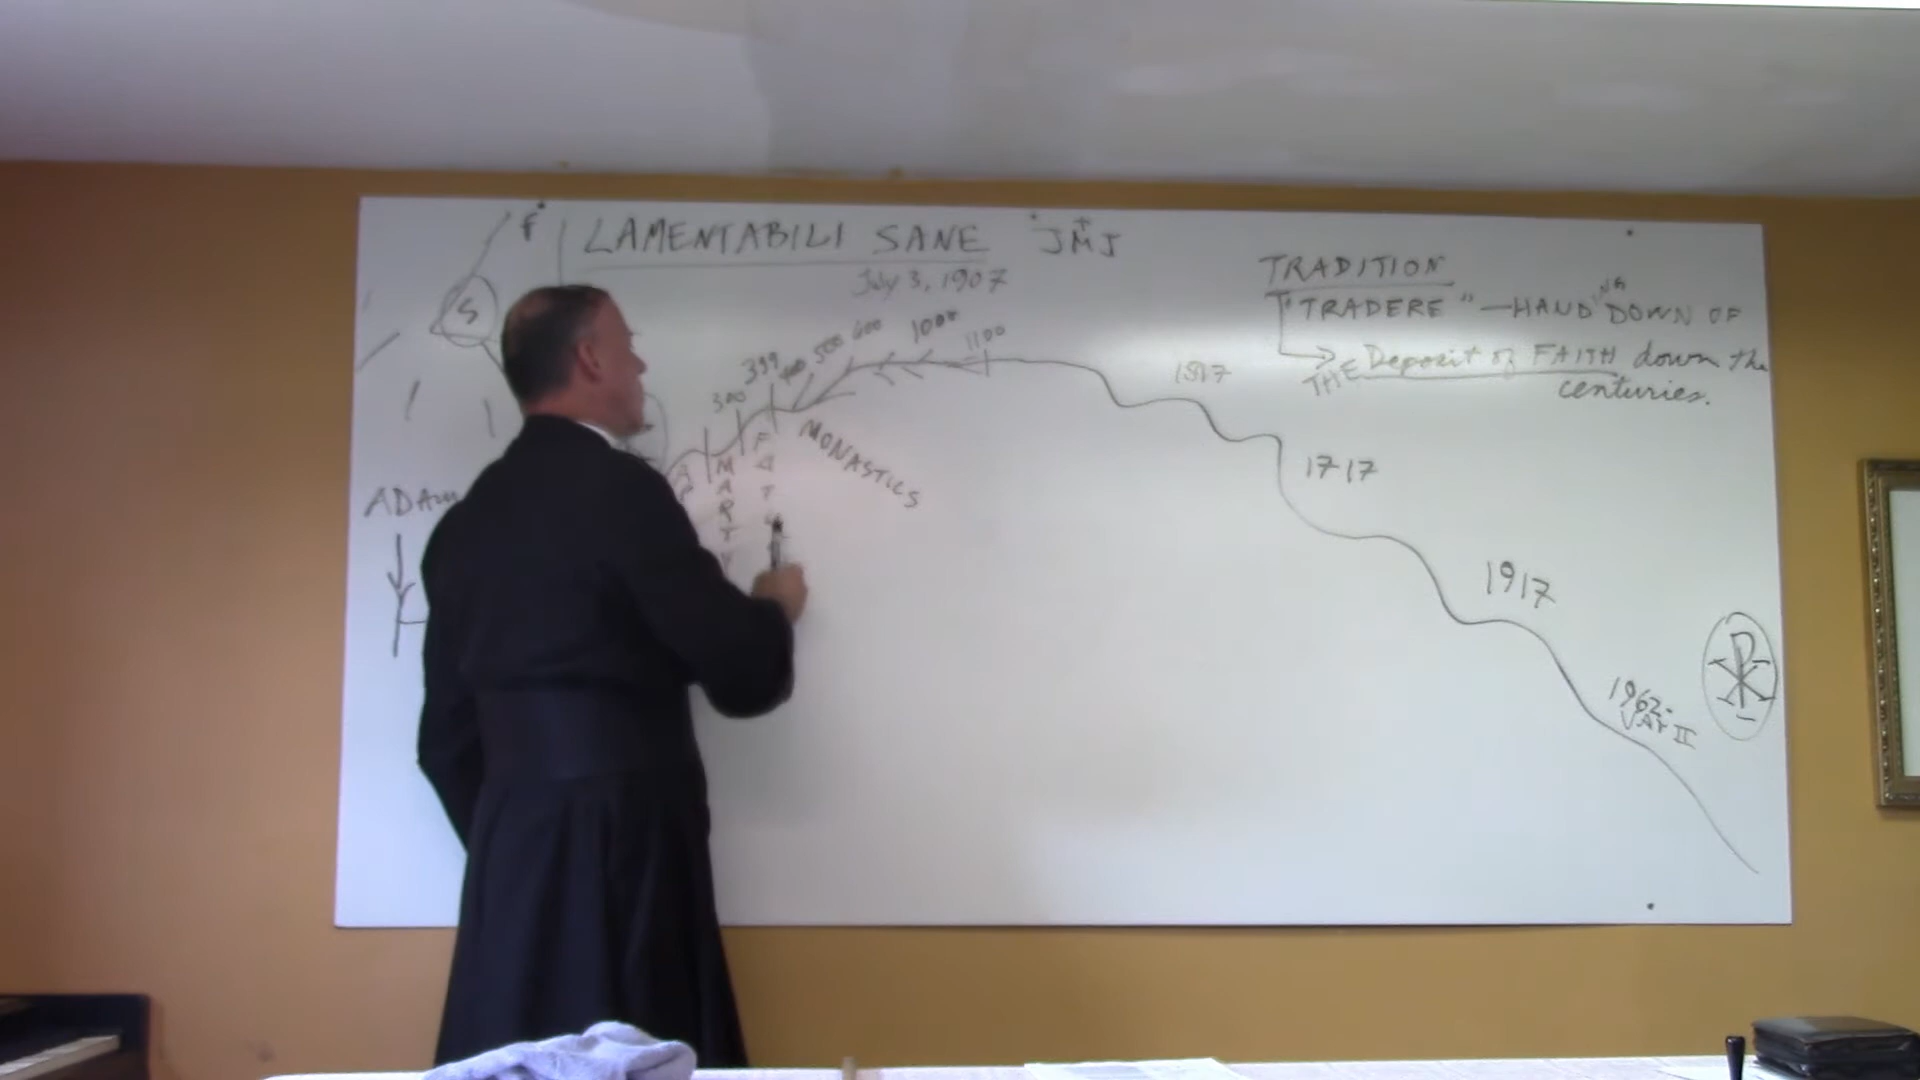 f
LAMENTABILI SANE
JMJ
July 3, 1907
S
TRADITION
"TRADERE" — HANDING DOWN OF
THE Deposit of FAITH down the
centuries.
300
399
400
500
600
1000
1100
1517
1717
1917
1962-
VAT II
MONASTICS
MARTY
FAT
ADAM